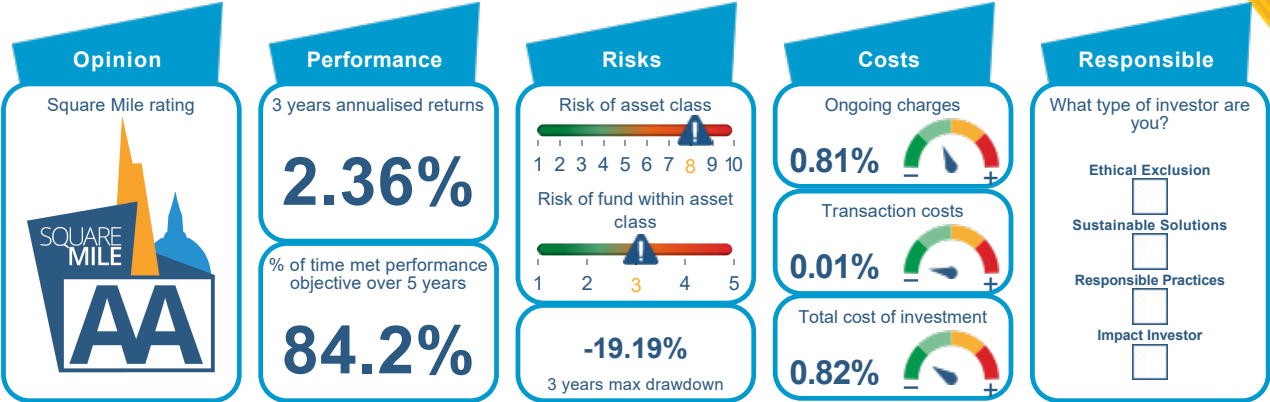 Opinion
Square Mile rating
SQUARE
MILE
AA
Performance
3 years annualised returns
2.36%
% of time met performance
objective over 5 years
84.2%
Risks
Risk of asset class
1 2 3 4 5 6 7 8 9 10
Risk of fund within asset
class
1 2 3 4 5
-19.19%
3 years max drawdown
Costs
Ongoing charges
0.81%
– +
Transaction costs
0.01%
– +
Total cost of investment
0.82%
– +
Responsible
What type of investor are
you?
Ethical Exclusion
Sustainable Solutions
Responsible Practices
Impact Investor